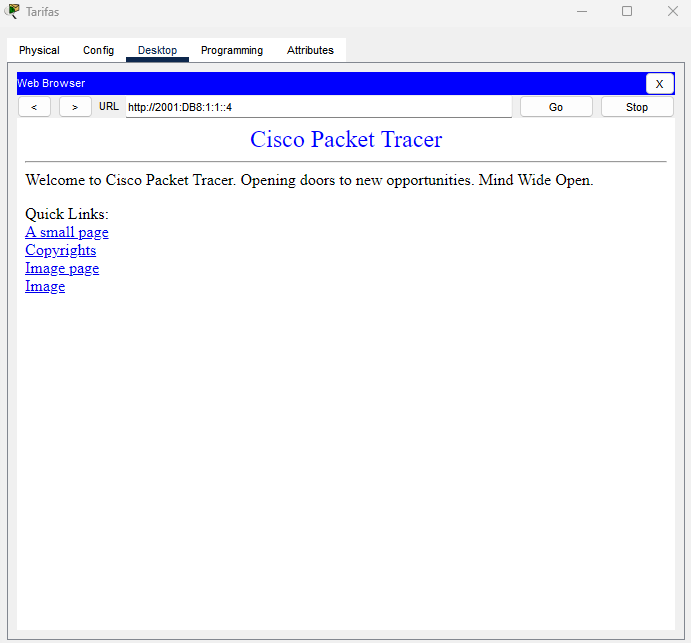 Tarifas
Physical Config Desktop Programming Attributes
Web Browser X
< > URL http://2001:DB8:1:1::4 Go Stop
Cisco Packet Tracer
Welcome to Cisco Packet Tracer. Opening doors to new opportunities. Mind Wide Open.
Quick Links:
A small page
Copyrights
Image page
Image